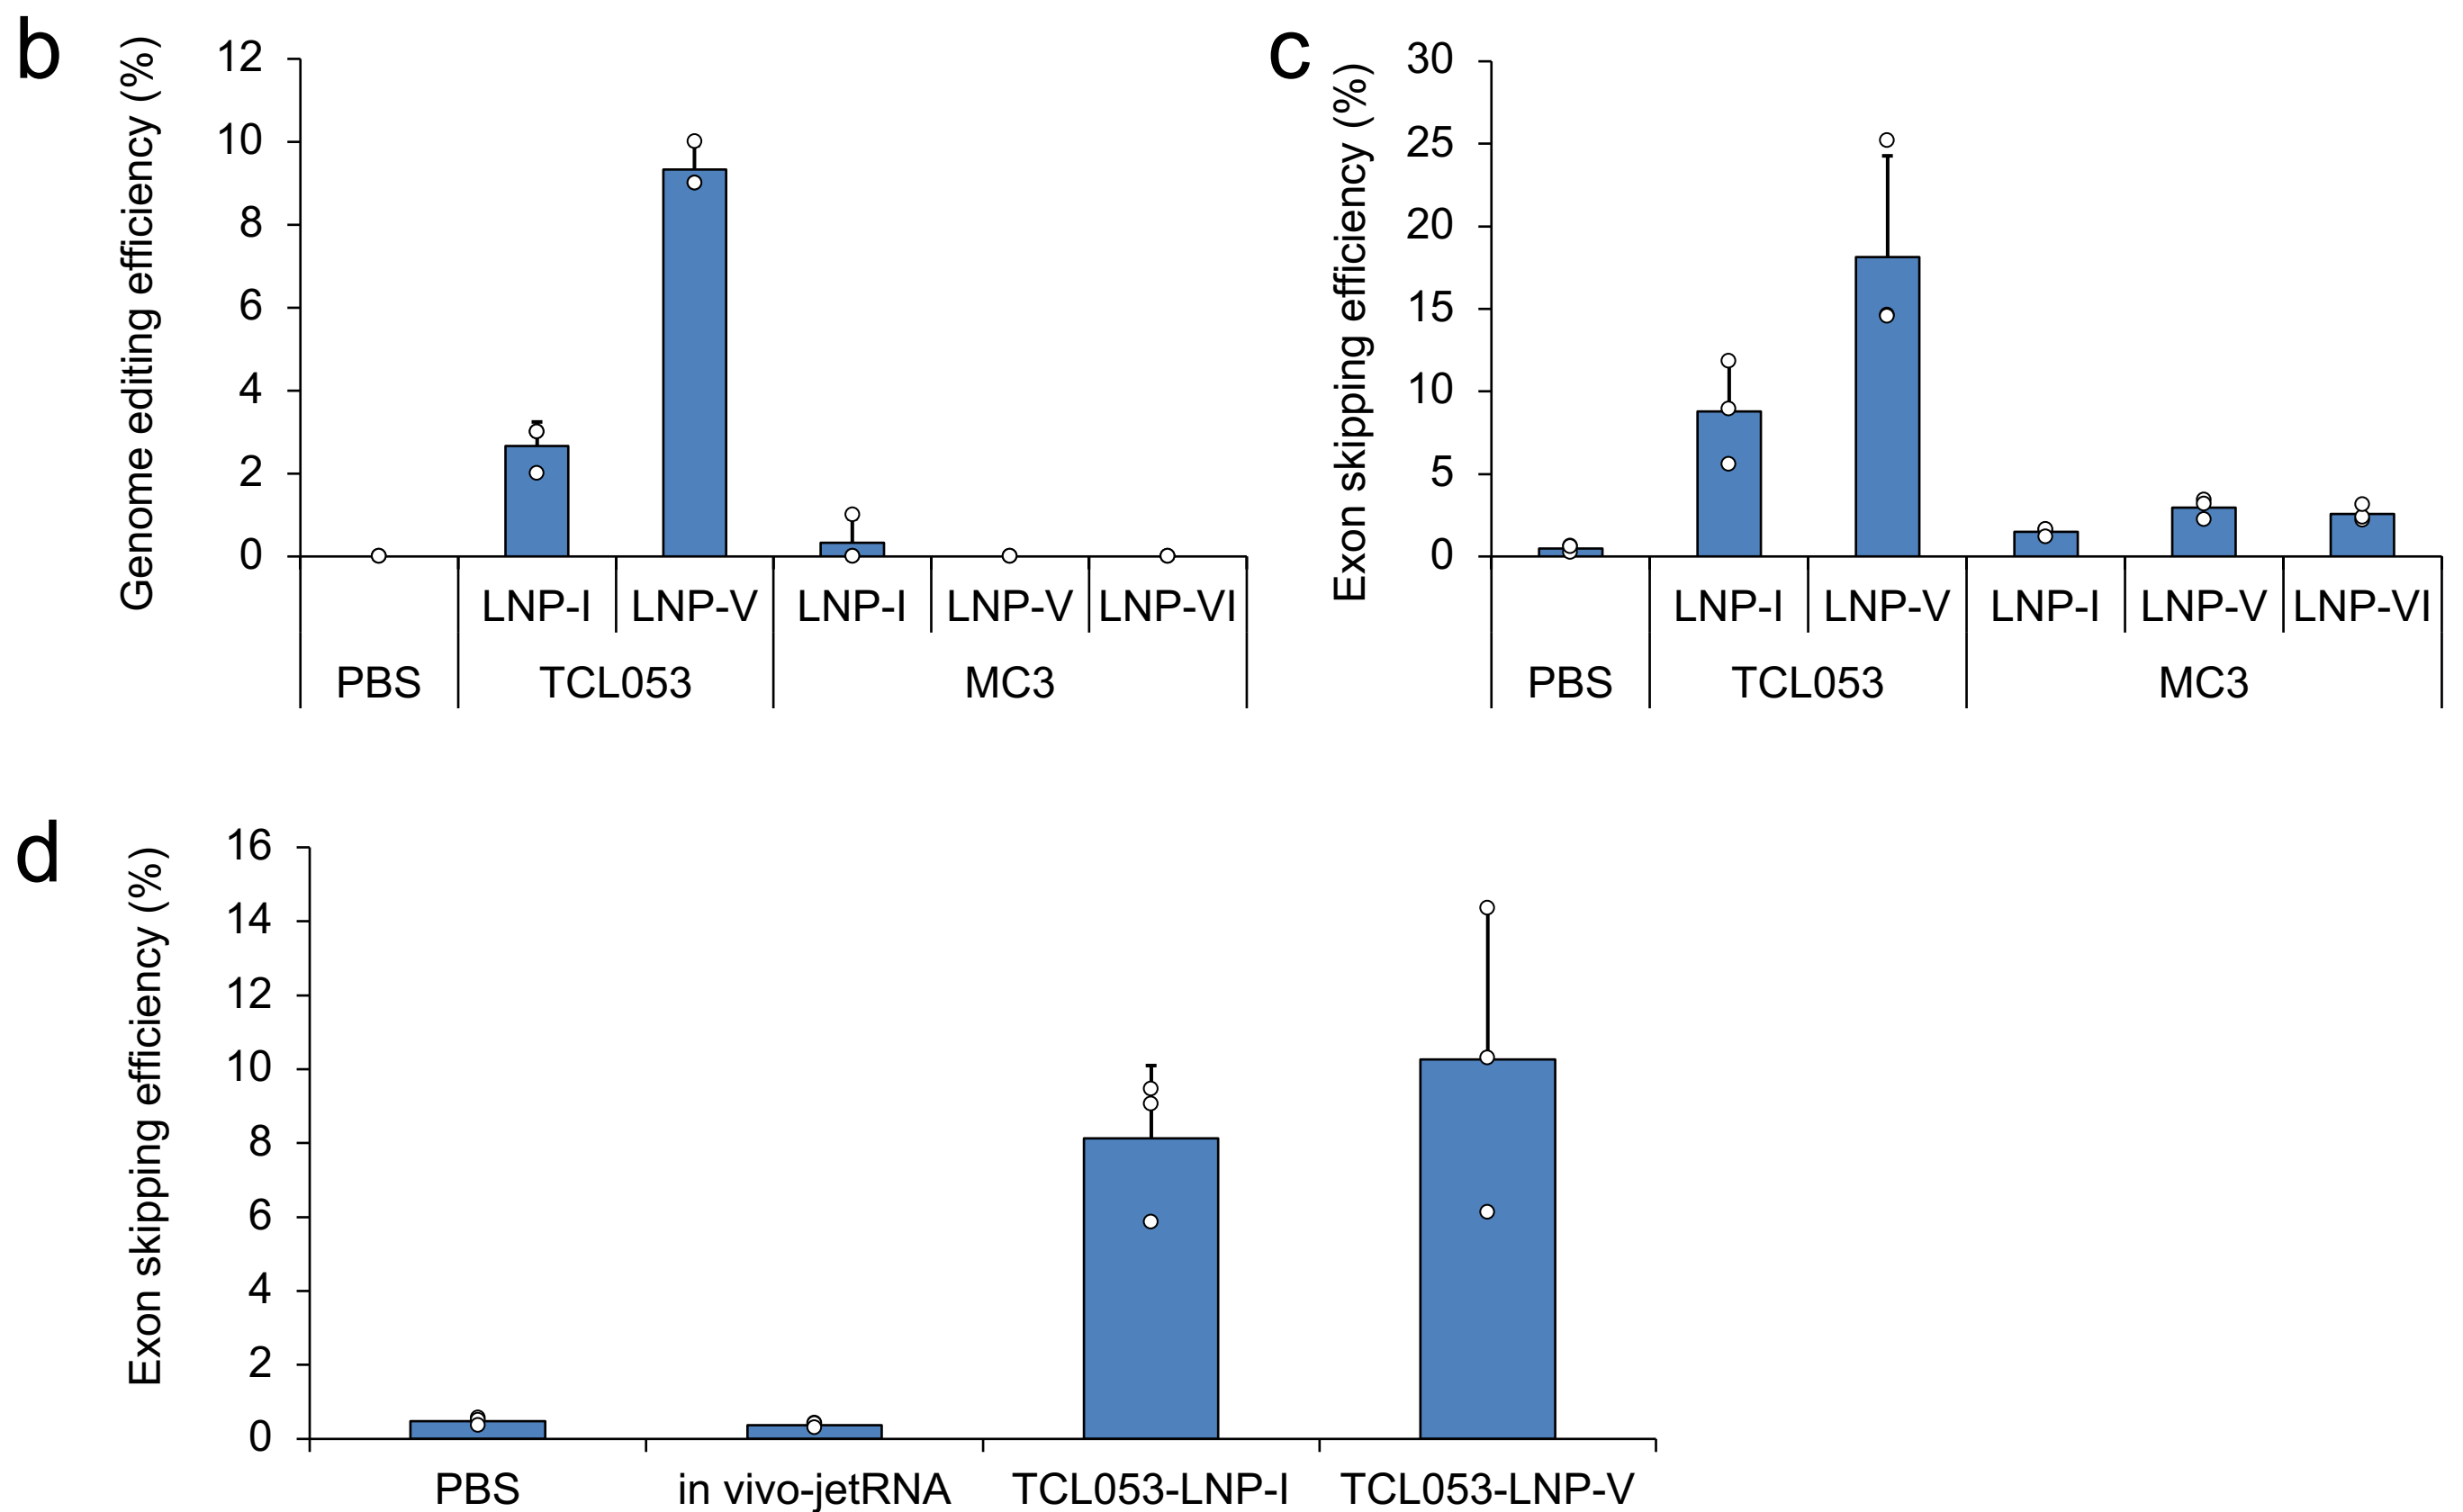 b
Genome editing efficiency (%)
12
10
8
6
4
2
0
LNP-I LNP-V LNP-I LNP-V LNP-VI
PBS TCL053 MC3
c
Exon skipping efficiency (%)
30
25
20
15
10
5
0
LNP-I LNP-V LNP-I LNP-V LNP-VI
PBS TCL053 MC3
d
Exon skipping efficiency (%)
16
14
12
10
8
6
4
2
0
PBS in vivo-jetRNA TCL053-LNP-I TCL053-LNP-V